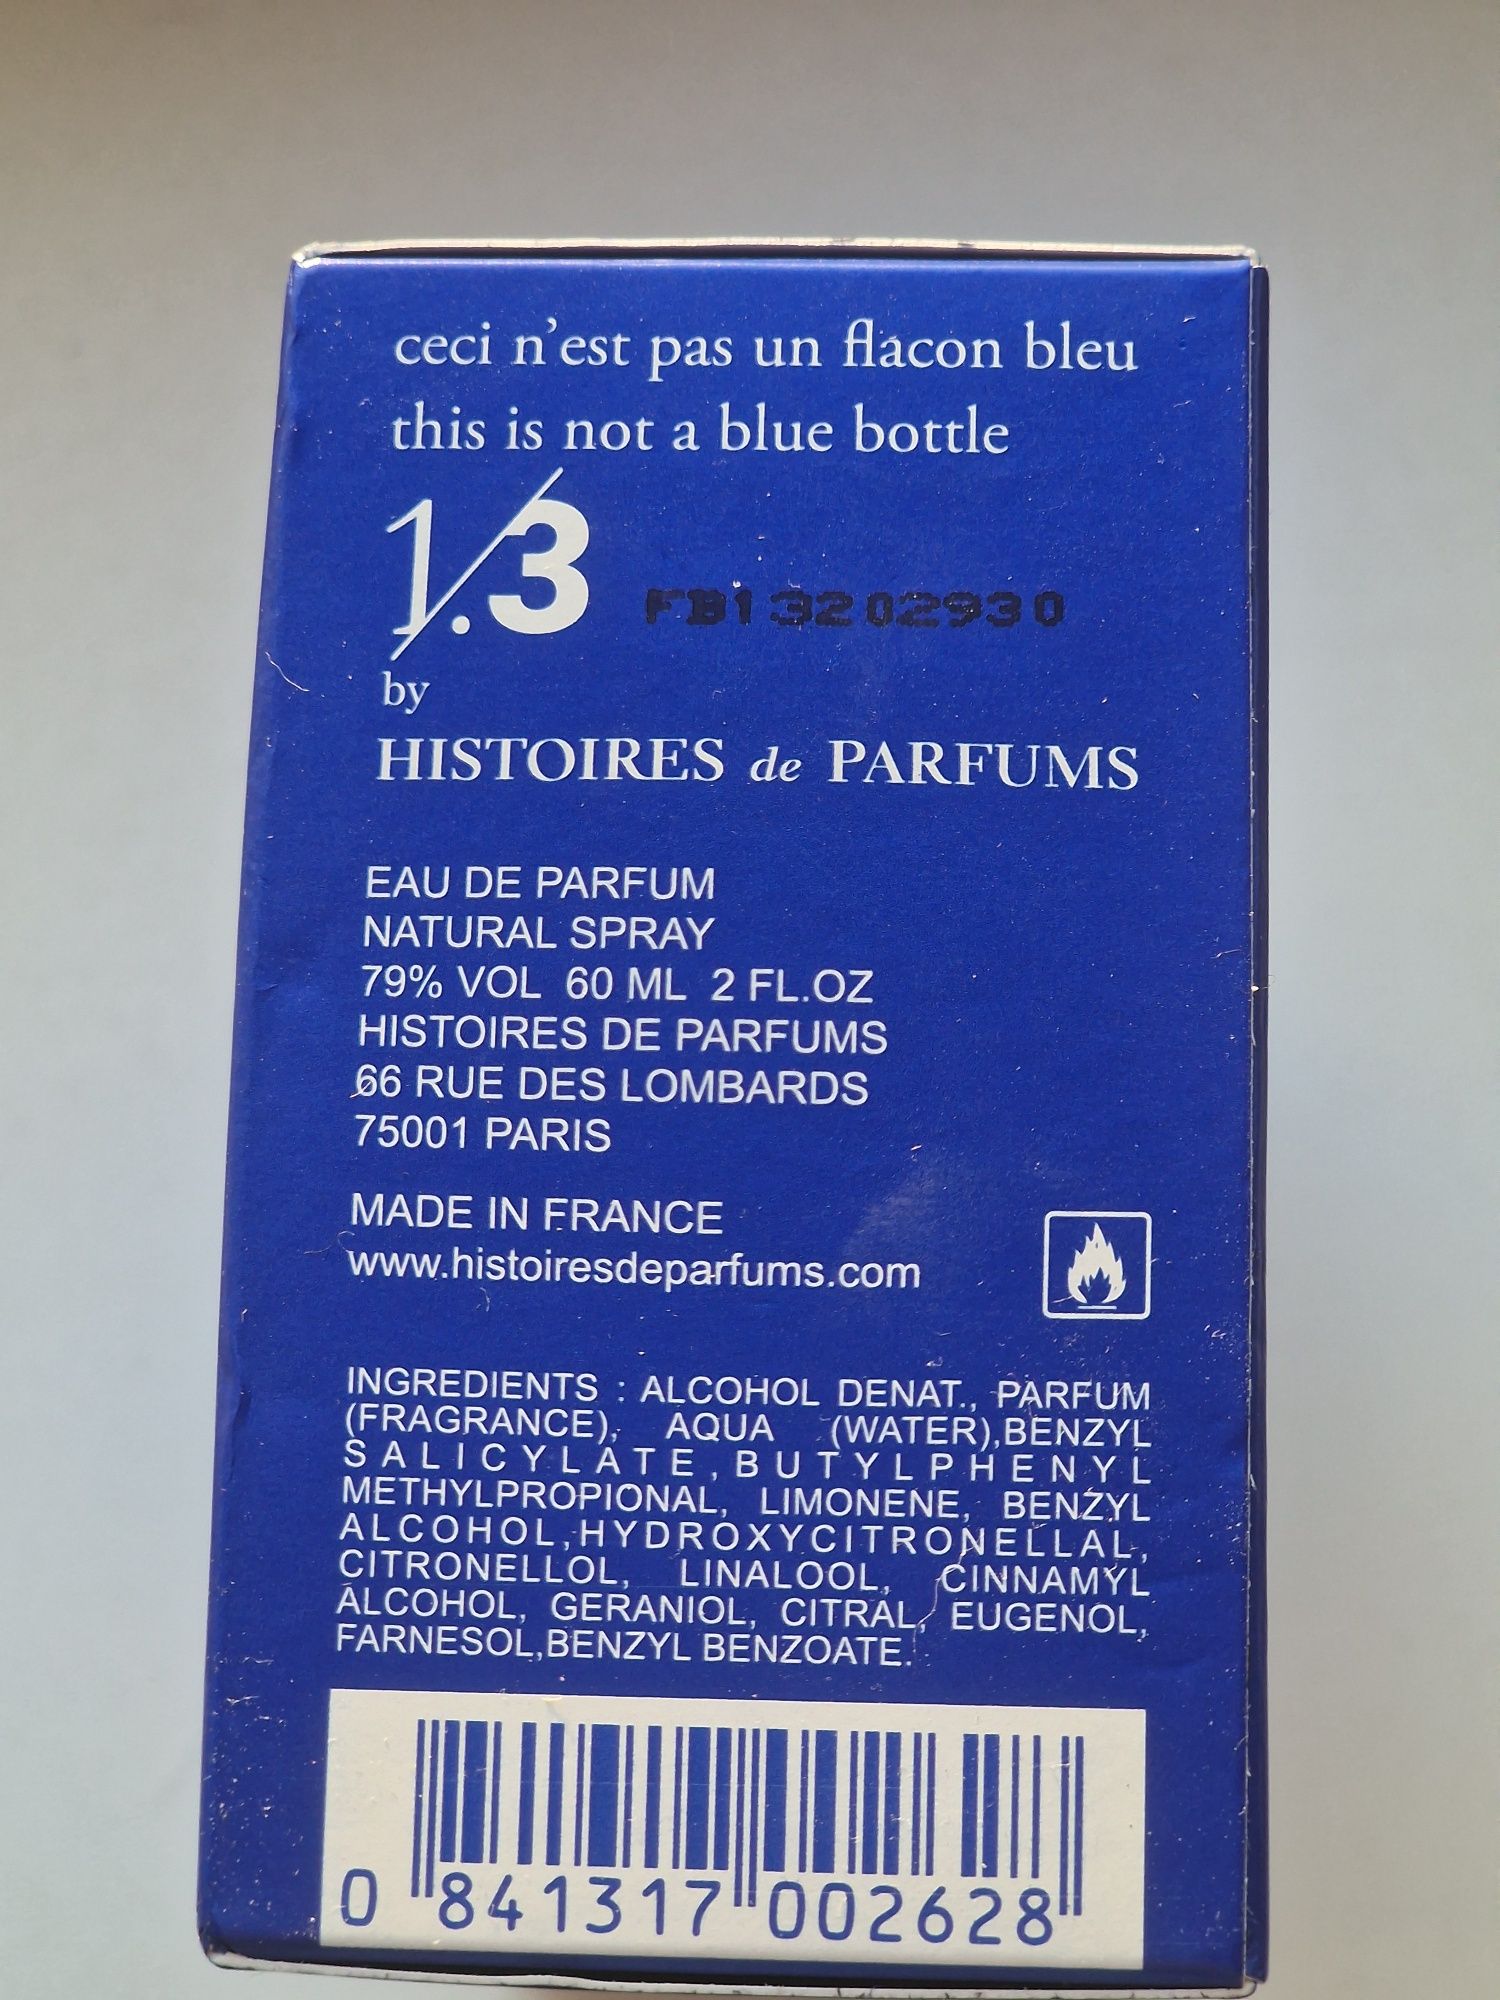 ceci n'est pas un flacon bleu
this is not a blue bottle
1/.3
FB1 32 02930
by
HISTOIRES de PARFUMS
EAU DE PARFUM
NATURAL SPRAY
79% VOL 60 ML 2 FL.OZ
HISTOIRES DE PARFUMS
66 RUE DES LOMBARDS
75001 PARIS
MADE IN FRANCE
www.histoiresdeparfums.com
INGREDIENTS : ALCOHOL DENAT., PARFUM
(FRAGRANCE), AQUA (WATER),BENZYL
SALICYLATE,BUTYLPHENYL
METHYLPROPIONAL, LIMONENE, BENZYL
ALCOHOL,HYDROXYCITRONELLAL,
CITRONELLOL, LINALOOL, CINNAMYL
ALCOHOL, GERANIOL, CITRAL, EUGENOL,
FARNESOL,BENZYL BENZOATE.
0 841317 002628